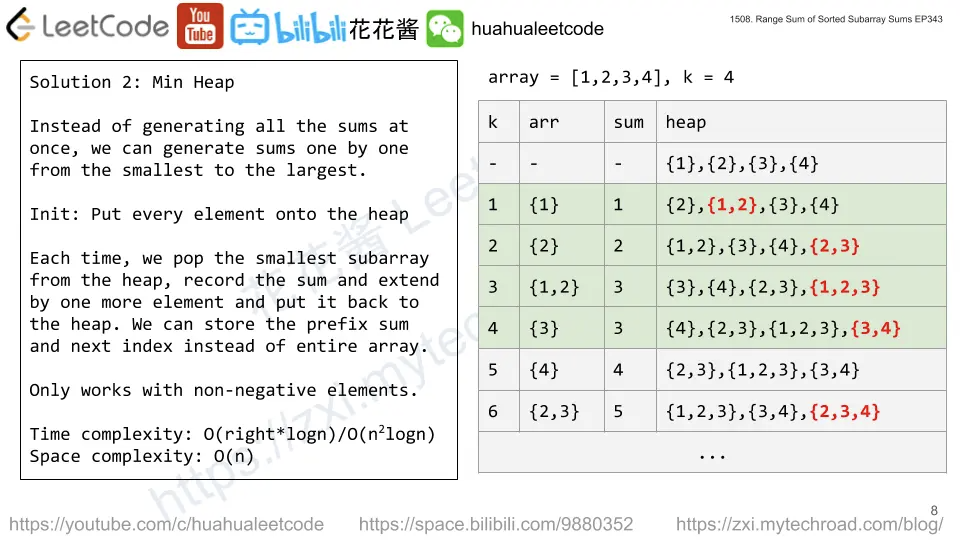 LeetCode You Tube bilibili 花花酱 huahualeetcode
1508. Range Sum of Sorted Subarray Sums EP343
Solution 2: Min Heap
Instead of generating all the sums at
once, we can generate sums one by one
from the smallest to the largest.
Init: Put every element onto the heap
Each time, we pop the smallest subarray
from the heap, record the sum and extend
by one more element and put it back to
the heap. We can store the prefix sum
and next index instead of entire array.
Only works with non-negative elements.
Time complexity: O(right*logn)/O(n²logn)
Space complexity: O(n)
array = [1,2,3,4], k = 4
k arr sum heap
- - - {1},{2},{3},{4}
1 {1} 1 {2},{1,2},{3},{4}
2 {2} 2 {1,2},{3},{4},{2,3}
3 {1,2} 3 {3},{4},{2,3},{1,2,3}
4 {3} 3 {4},{2,3},{1,2,3},{3,4}
5 {4} 4 {2,3},{1,2,3},{3,4}
6 {2,3} 5 {1,2,3},{3,4},{2,3,4}
...
8
https://youtube.com/c/huahualeetcode https://space.bilibili.com/9880352 https://zxi.mytechroad.com/blog/